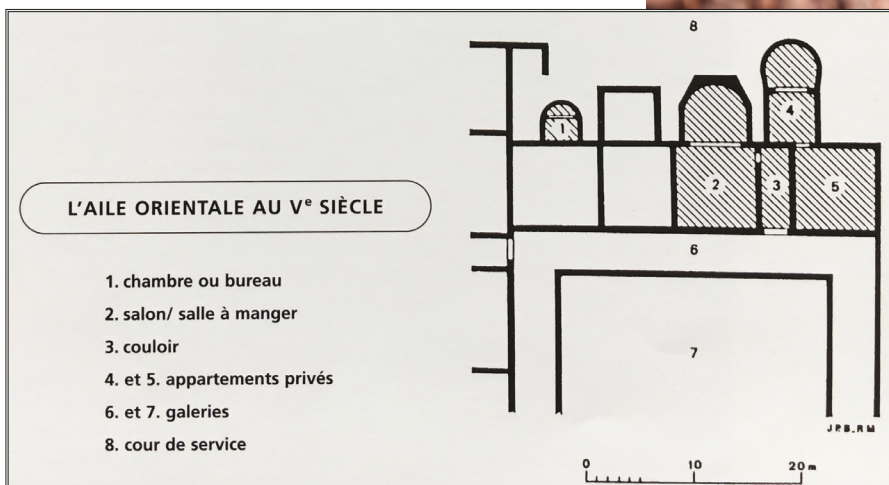 L'AILE ORIENTALE AU Vᵉ SIÈCLE
1. chambre ou bureau
2. salon/ salle à manger
3. couloir
4. et 5. appartements privés
6. et 7. galeries
8. cour de service
8
1
4
2
3
5
6
7
J.P.B._R.M
0
10
20 m